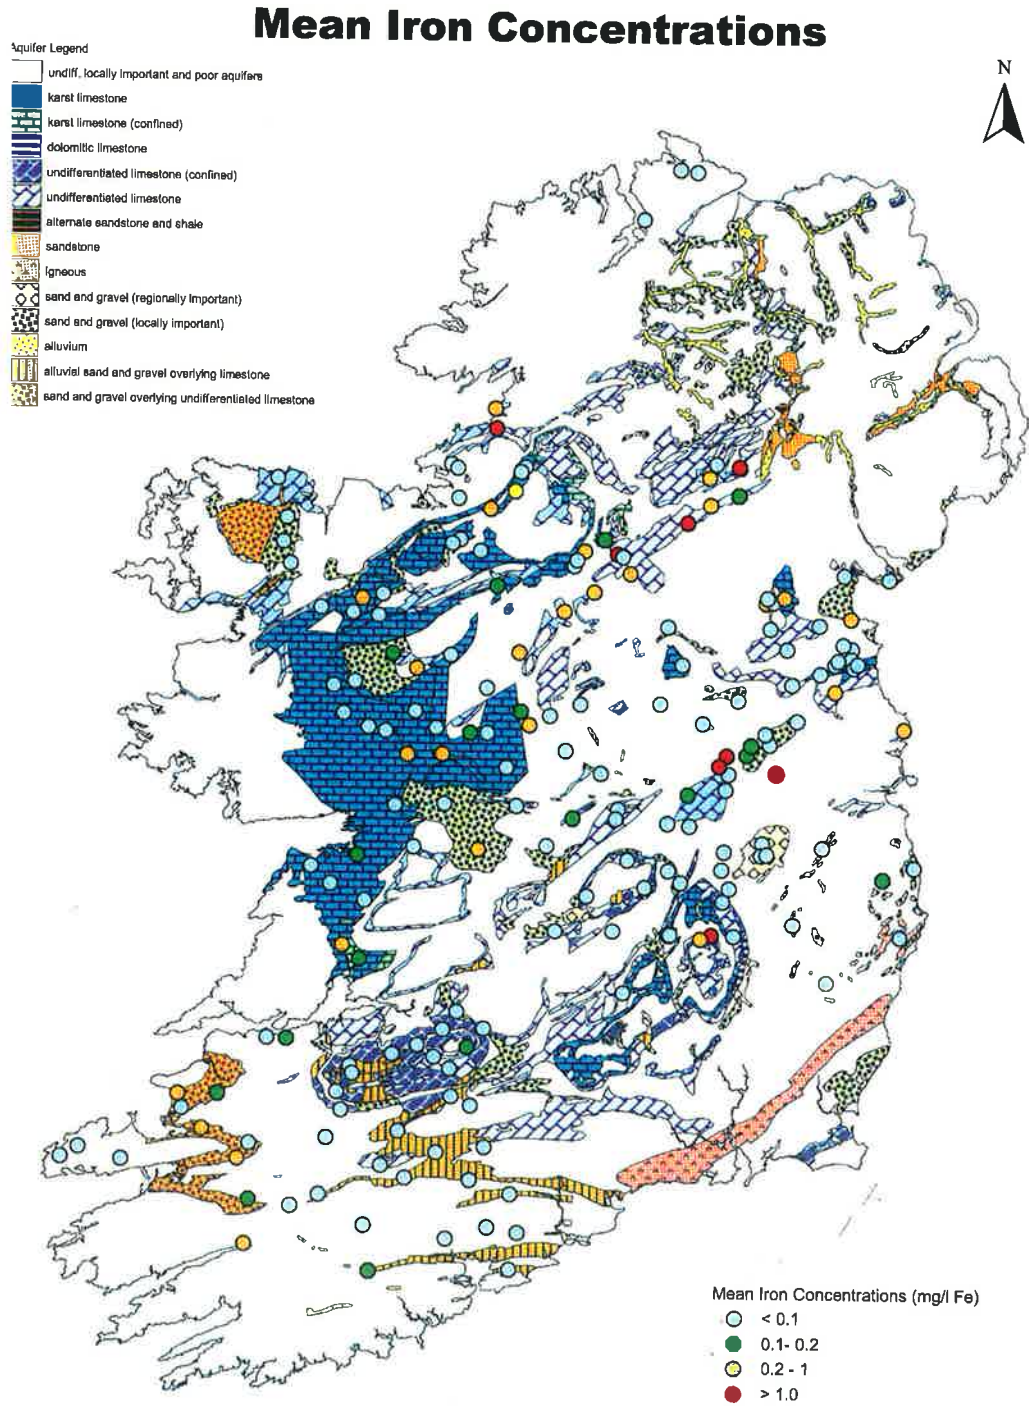 Mean Iron Concentrations
Aquifer Legend
undiff, locally important and poor aquifers
karst limestone
karst limestone (confined)
dolomitic limestone
undifferentiated limestone (confined)
undifferentiated limestone
alternate sandstone and shale
sandstone
igneous
sand and gravel (regionally important)
sand and gravel (locally important)
alluvium
alluvial sand and gravel overlying limestone
sand and gravel overlying undifferentiated limestone
N
Mean Iron Concentrations (mg/l Fe)
< 0.1
0.1- 0.2
0.2 - 1
> 1.0